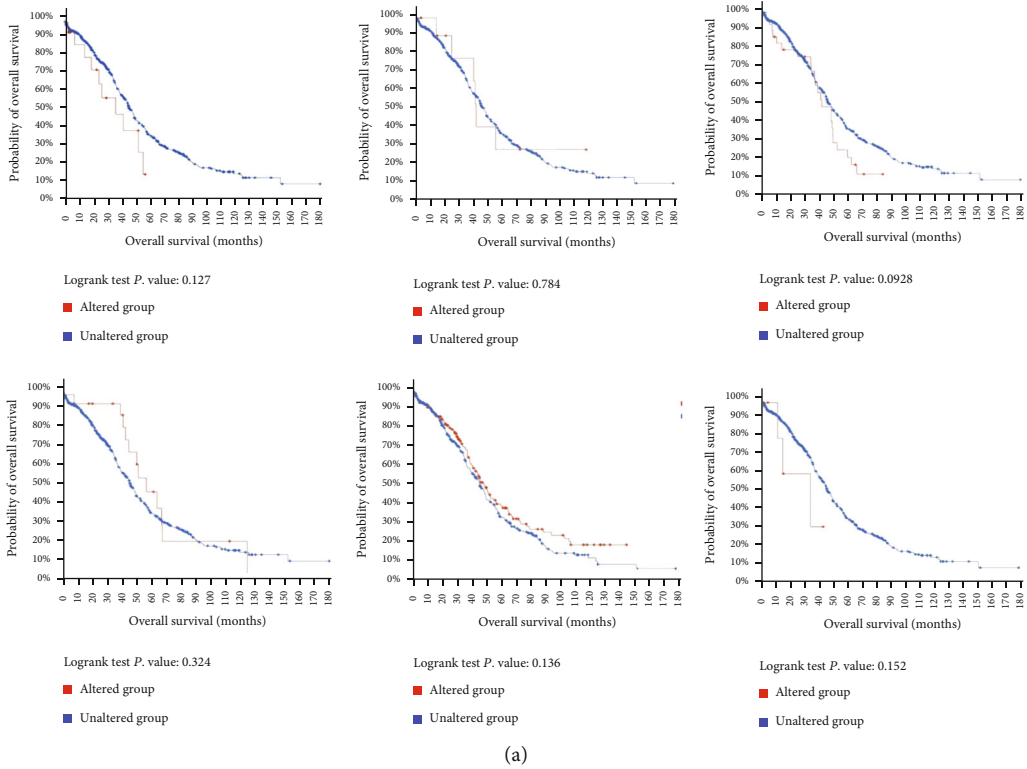 Probability of overall survival
100%
90%
80%
70%
60%
50%
40%
30%
20%
10%
0%
0 10 20 30 40 50 60 70 80 90 100 110 120 130 140 150 160 170 180
Overall survival (months)
Logrank test P. value: 0.127
Altered group
Unaltered group
Probability of overall survival
100%
90%
80%
70%
60%
50%
40%
30%
20%
10%
0%
0 10 20 30 40 50 60 70 80 90 100 110 120 130 140 150 160 170 180
Overall survival (months)
Logrank test P. value: 0.784
Altered group
Unaltered group
Probability of overall survival
100%
90%
80%
70%
60%
50%
40%
30%
20%
10%
0%
0 10 20 30 40 50 60 70 80 90 100 110 120 130 140 150 160 170 180
Overall survival (months)
Logrank test P. value: 0.0928
Altered group
Unaltered group
Probability of overall survival
100%
90%
80%
70%
60%
50%
40%
30%
20%
10%
0%
0 10 20 30 40 50 60 70 80 90 100 110 120 130 140 150 160 170 180
Overall survival (months)
Logrank test P. value: 0.324
Altered group
Unaltered group
Probability of overall survival
100%
90%
80%
70%
60%
50%
40%
30%
20%
10%
0%
0 10 20 30 40 50 60 70 80 90 100 110 120 130 140 150 160 170 180
Overall survival (months)
Logrank test P. value: 0.136
Altered group
Unaltered group
Probability of overall survival
100%
90%
80%
70%
60%
50%
40%
30%
20%
10%
0%
0 10 20 30 40 50 60 70 80 90 100 110 120 130 140 150 160 170 180
Overall survival (months)
Logrank test P. value: 0.152
Altered group
Unaltered group
(a)